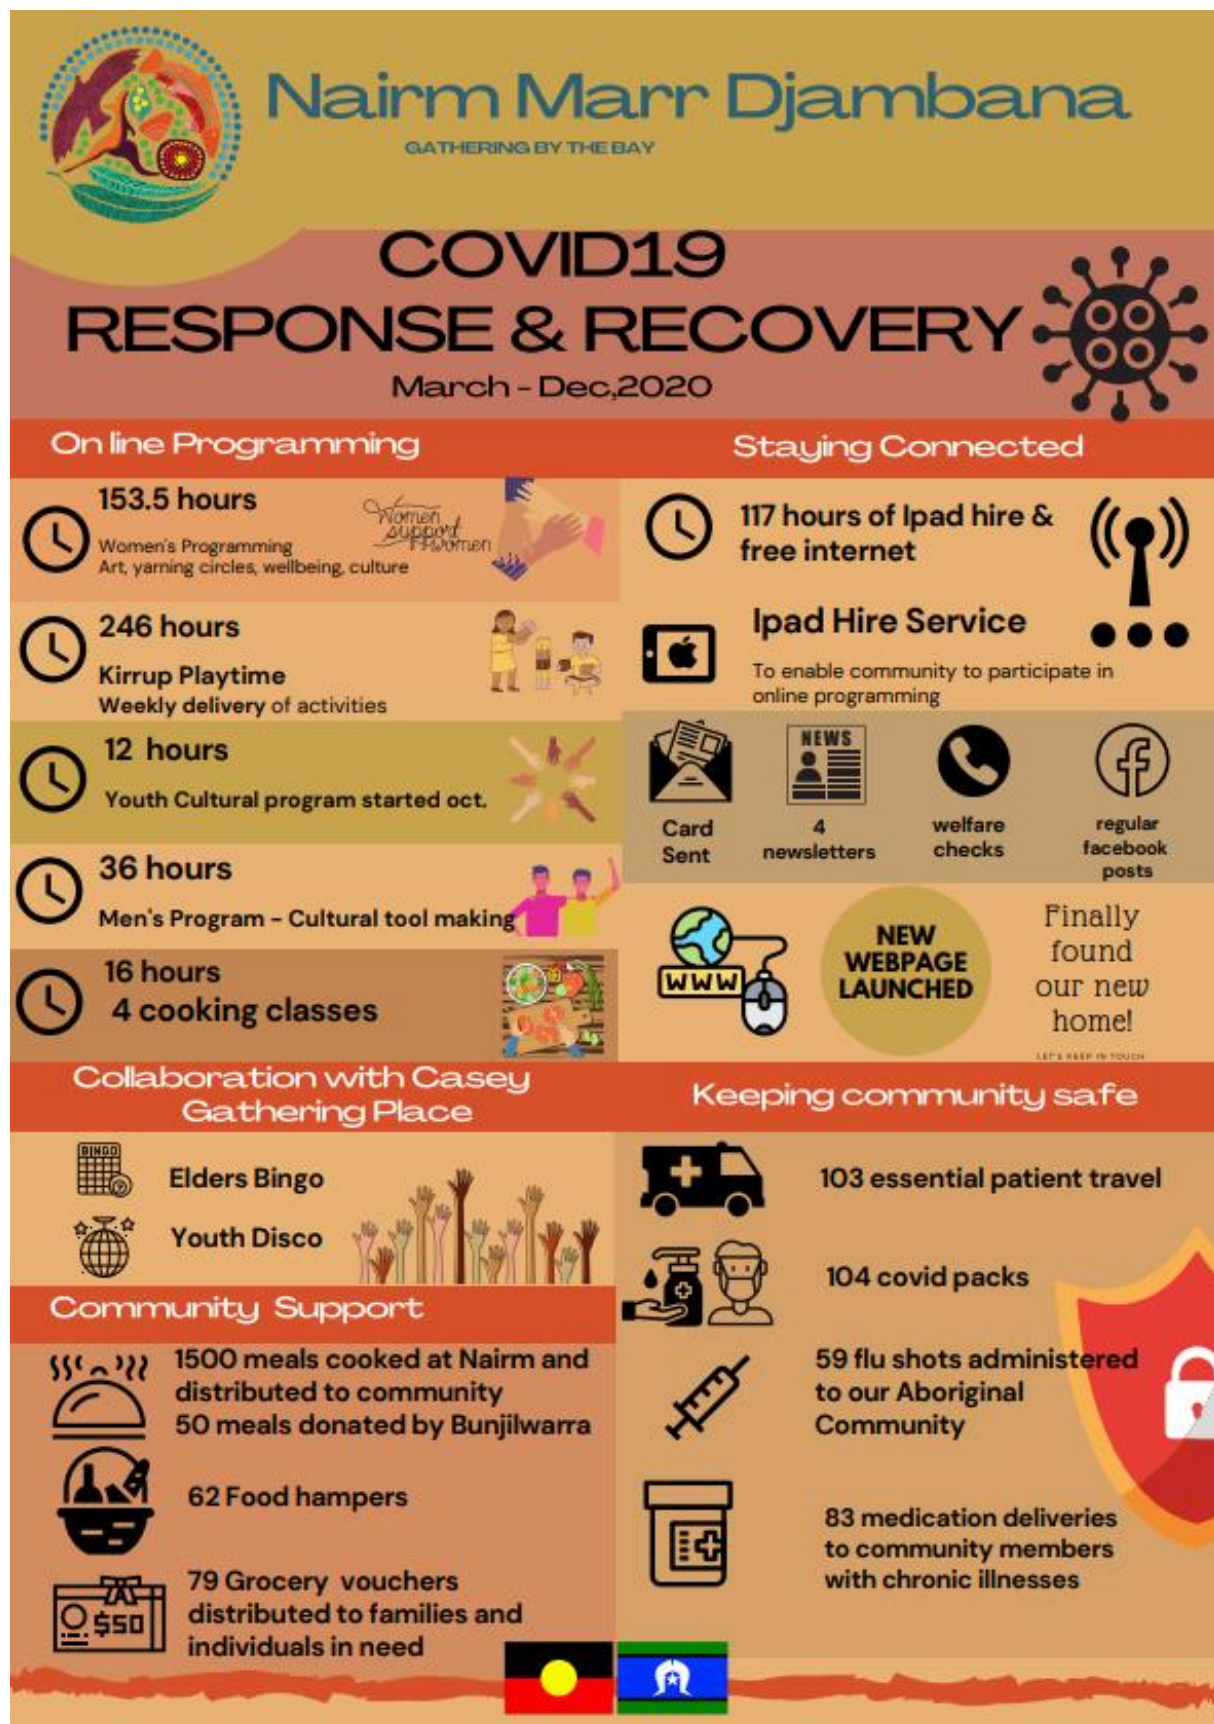 Nairm Marr Djambana
GATHERING BY THE BAY
COVID19
RESPONSE & RECOVERY
March - Dec,2020
On line Programming
153.5 hours
Women support women
Women's Programming
Art, yarning circles, wellbeing, culture
246 hours
Kirrup Playtime
Weekly delivery of activities
12 hours
Youth Cultural program started oct.
36 hours
Men's Program - Cultural tool making
16 hours
4 cooking classes
Staying Connected
117 hours of Ipad hire &
free internet
Ipad Hire Service
To enable community to participate in
online programming
NEWS
Card
Sent
4
newsletters
welfare
checks
regular
facebook
posts
WWW
NEW
WEBPAGE
LAUNCHED
Finally
found
our new
home!
LET'S KEEP IN TOUCH
Collaboration with Casey
Gathering Place
BINGO
Elders Bingo
Youth Disco
Community Support
1500 meals cooked at Nairm and
distributed to community
50 meals donated by Bunjilwarra
62 Food hampers
$50
79 Grocery vouchers
distributed to families and
individuals in need
Keeping community safe
103 essential patient travel
104 covid packs
59 flu shots administered
to our Aboriginal
Community
83 medication deliveries
to community members
with chronic illnesses